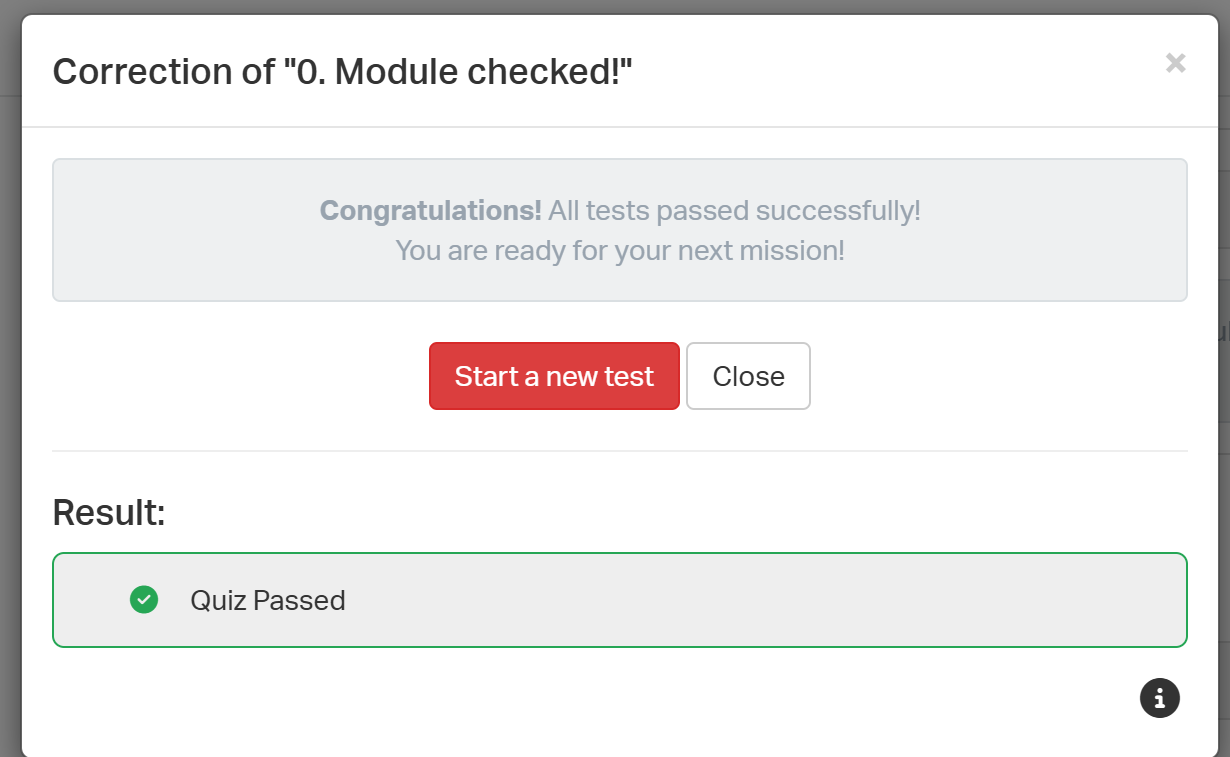 Correction of "0. Module checked!"
×
Congratulations! All tests passed successfully!
You are ready for your next mission!
Start a new test
Close
Result:
Quiz Passed